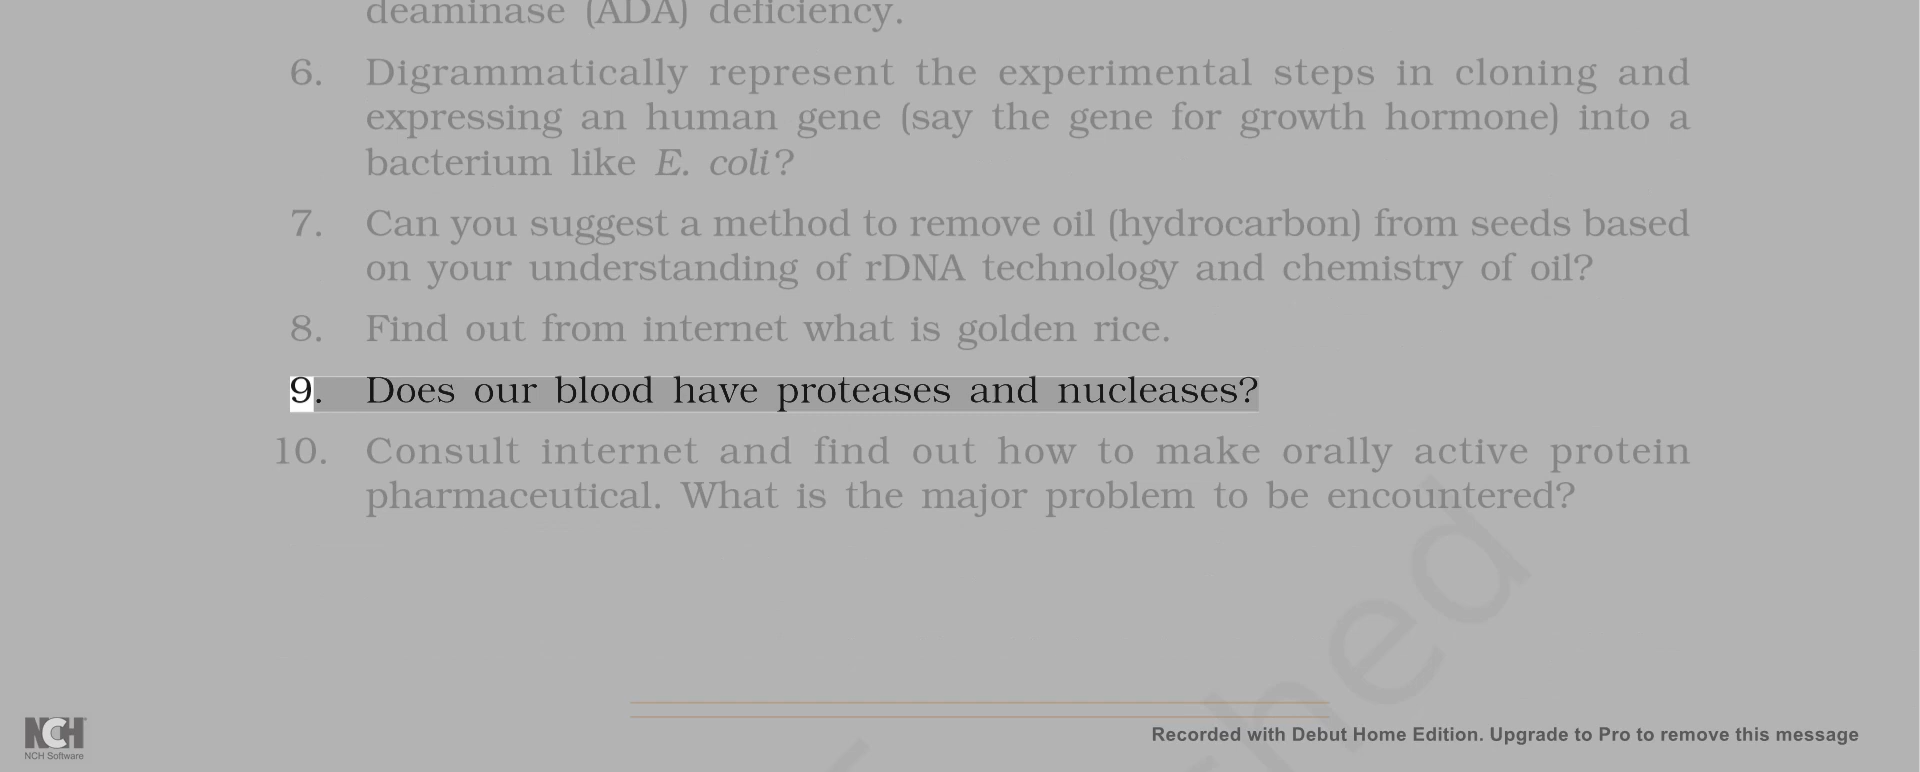 deaminase (ADA) deficiency.
6. Digrammatically represent the experimental steps in cloning and
expressing an human gene (say the gene for growth hormone) into a
bacterium like E. coli?
7. Can you suggest a method to remove oil (hydrocarbon) from seeds based
on your understanding of rDNA technology and chemistry of oil?
8. Find out from internet what is golden rice.
9. Does our blood have proteases and nucleases?
10. Consult internet and find out how to make orally active protein
pharmaceutical. What is the major problem to be encountered?
hed
NCH
NCH Software
Recorded with Debut Home Edition. Upgrade to Pro to remove this message